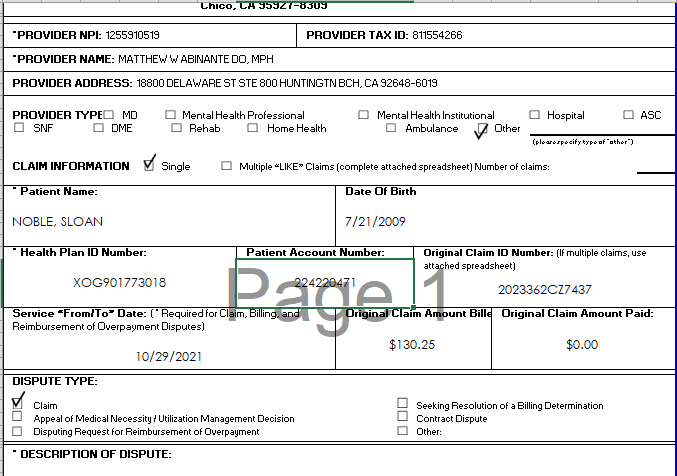 Chico, CA 95927-8309
*PROVIDER NPI: 1255910519 PROVIDER TAX ID: 811554266
*PROVIDER NAME: MATTHEW W ABINANTE DO, MPH
PROVIDER ADDRESS: 18800 DELAWARE ST STE 800 HUNTINGTN BCH, CA 92648-6019
PROVIDER TYPE MD Mental Health Professional Mental Health Institutional Hospital ASC
SNF DME Rehab Home Health Ambulance Other
(please specify type of "other")
CLAIM INFORMATION Single Multiple “LIKE” Claims (complete attached spreadsheet) Number of claims:
* Patient Name: Date Of Birth
NOBLE, SLOAN 7/21/2009
* Health Plan ID Number: Patient Account Number: Original Claim ID Number: (If multiple claims, use
attached spreadsheet)
XOG901773018 224220471 2023362CZ7437
Page 1
Service “From/To” Date: ( * Required for Claim, Billing, and Original Claim Amount Bille Original Claim Amount Paid:
Reimbursement of Overpayment Disputes)
10/29/2021 $130.25 $0.00
DISPUTE TYPE:
Claim Seeking Resolution of a Billing Determination
Appeal of Medical Necessity / Utilization Management Decision Contract Dispute
Disputing Request for Reimbursement of Overpayment Other:
* DESCRIPTION OF DISPUTE: